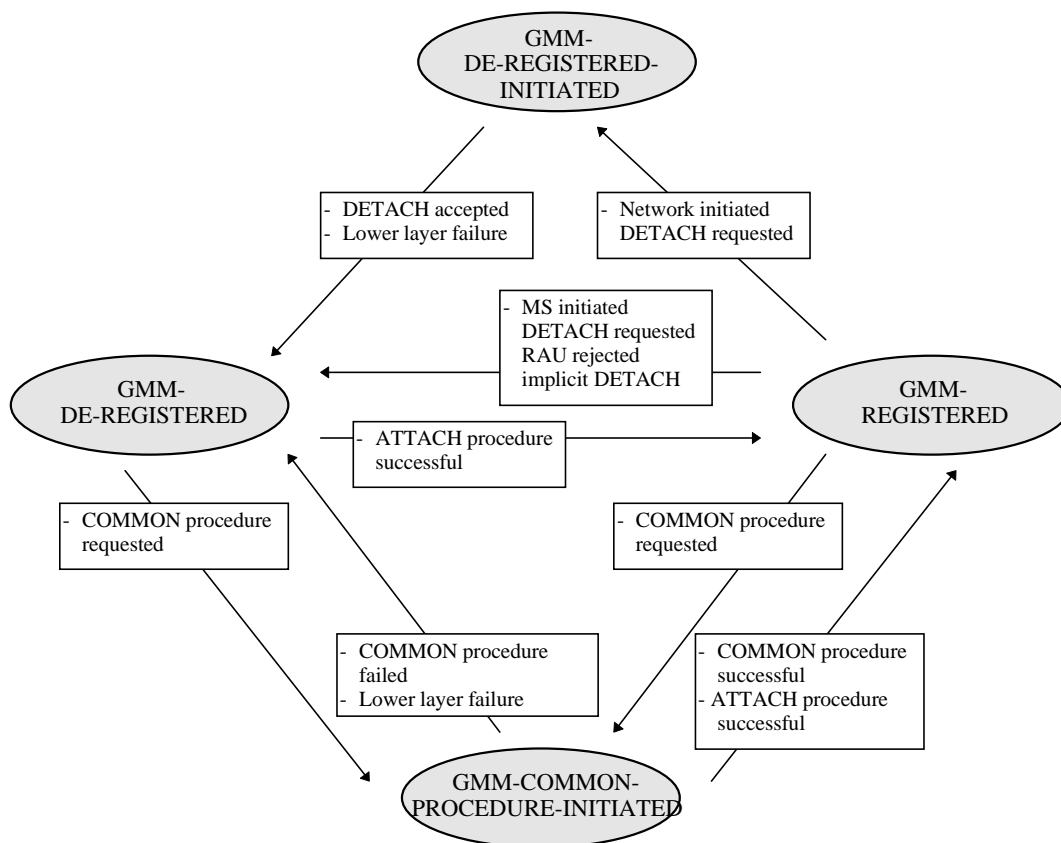 GMM-
DE-REGISTERED-
INITIATED
- DETACH accepted
- Lower layer failure
- Network initiated
DETACH requested
- MS initiated
DETACH requested
RAU rejected
implicit DETACH
GMM-
DE-REGISTERED
GMM-
REGISTERED
- ATTACH procedure
successful
- COMMON procedure
requested
- COMMON procedure
requested
- COMMON procedure
failed
- Lower layer failure
- COMMON procedure
successful
- ATTACH procedure
successful
GMM-COMMON-
PROCEDURE-INITIATED